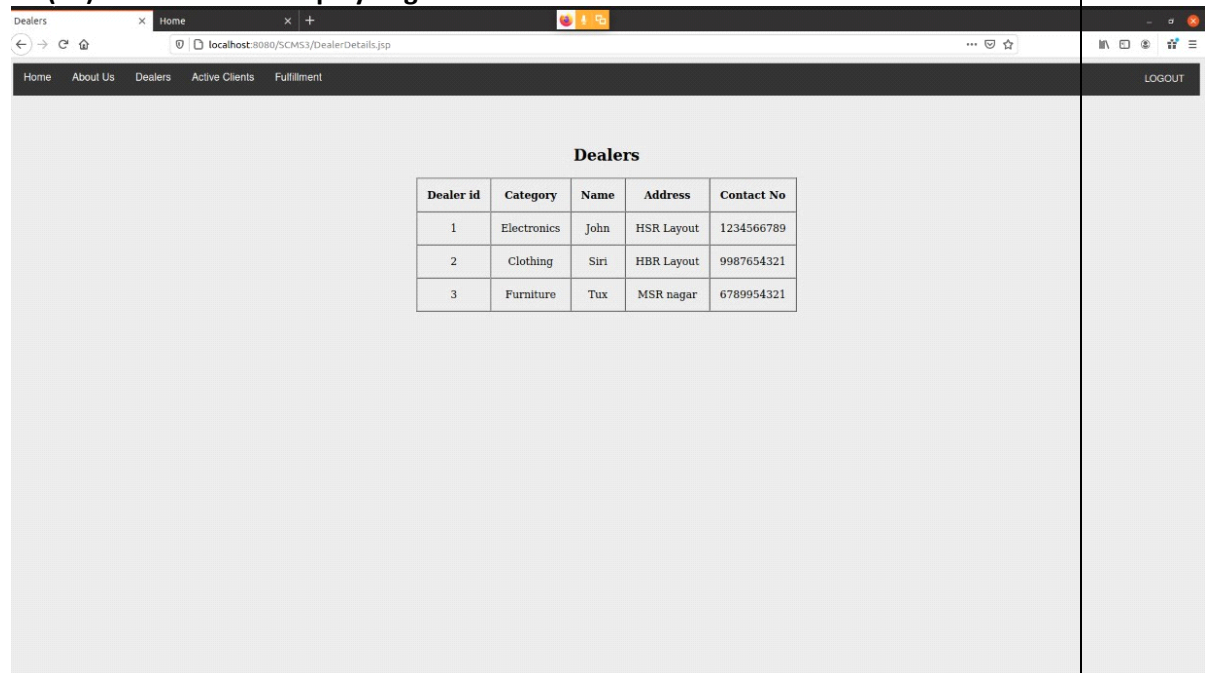 Dealers Home
localhost:8080/SCMS3/DealerDetails.jsp
Home About Us Dealers Active Clients Fulfillment LOGOUT
Dealers
Dealer id Category Name Address Contact No
1 Electronics John HSR Layout 1234566789
2 Clothing Siri HBR Layout 9987654321
3 Furniture Tux MSR nagar 6789954321